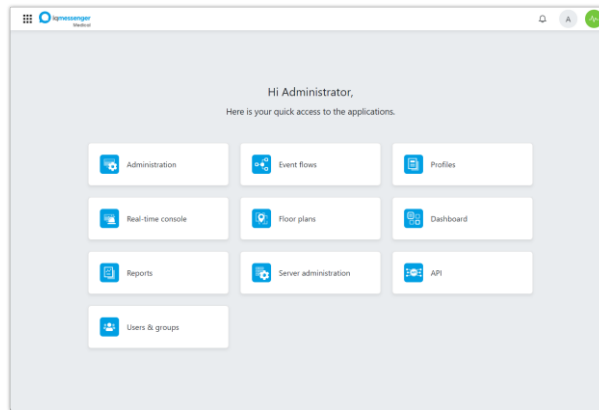 iqmessenger
Medical
A
Hi Administrator,
Here is your quick access to the applications.
Administration
Event flows
Profiles
Real-time console
Floor plans
Dashboard
Reports
Server administration
API
Users & groups